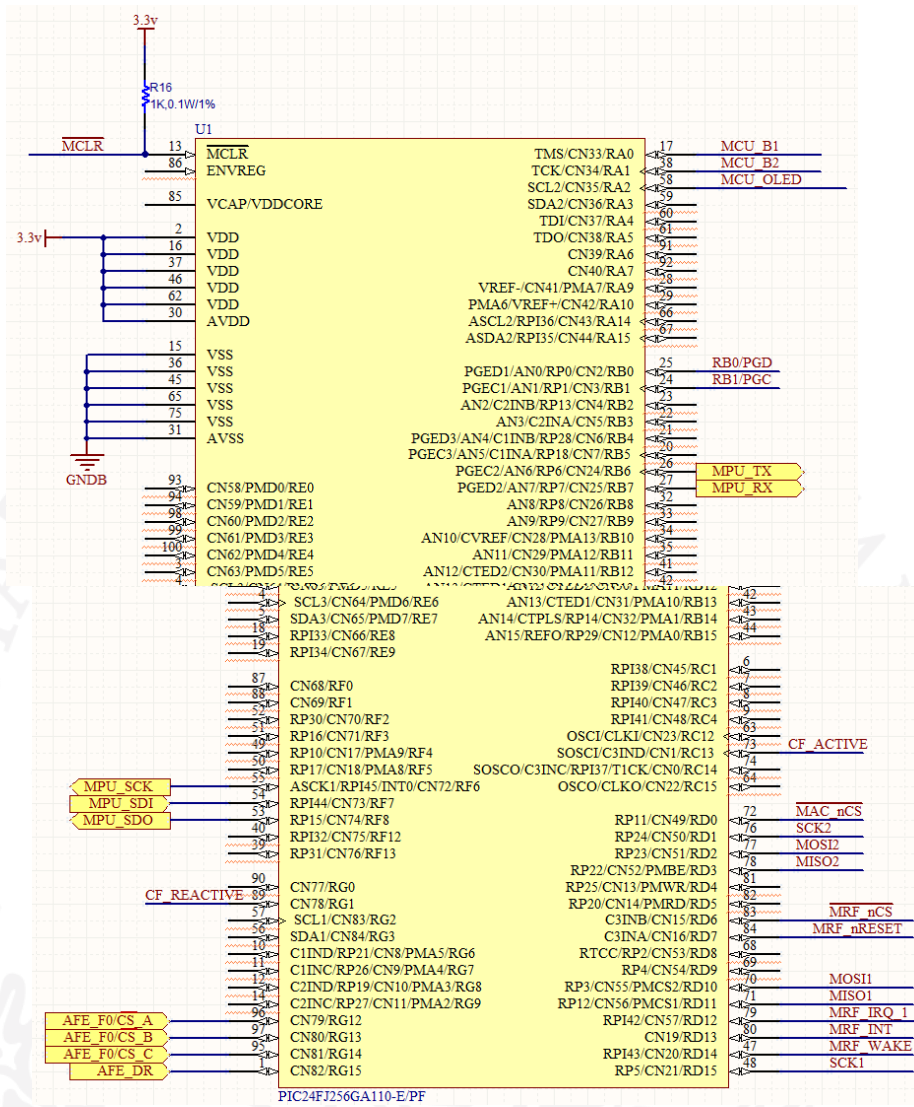 3.3v
R16
1K,0.1W/1%
U1
MCLR 13 MCLR TMS/CN33/RA0 17 MCU_B1
86 ENVREG TCK/CN34/RA1 38 MCU_B2
SCL2/CN35/RA2 58 MCU_OLED
85 VCAP/VDDCORE SDA2/CN36/RA3 59
TDI/CN37/RA4 60
3.3v 2 VDD TDO/CN38/RA5 61
16 VDD CN39/RA6 91
37 VDD CN40/RA7 92
46 VDD VREF-/CN41/PMA7/RA9 28
62 VDD PMA6/VREF+/CN42/RA10 29
30 AVDD ASCL2/RPI36/CN43/RA14 66
ASDA2/RPI35/CN44/RA15 67
15 VSS
36 VSS PGED1/AN0/RP0/CN2/RB0 25 RB0/PGD
45 VSS PGEC1/AN1/RP1/CN3/RB1 24 RB1/PGC
65 VSS AN2/C2INB/RP13/CN4/RB2 23
75 VSS AN3/C2INA/CN5/RB3 22
31 AVSS PGED3/AN4/C1INB/RP28/CN6/RB4 21
PGEC3/AN5/C1INA/RP18/CN7/RB5 20
GNDB PGEC2/AN6/RP6/CN24/RB6 26 MPU_TX
93 CN58/PMD0/RE0 PGED2/AN7/RP7/CN25/RB7 27 MPU_RX
94 CN59/PMD1/RE1 AN8/RP8/CN26/RB8 32
98 CN60/PMD2/RE2 AN9/RP9/CN27/RB9 33
99 CN61/PMD3/RE3 AN10/CVREF/CN28/PMA13/RB10 34
100 CN62/PMD4/RE4 AN11/CN29/PMA12/RB11 35
3 CN63/PMD5/RE5 AN12/CTED2/CN30/PMA11/RB12 41
4 SCL3/CN64/PMD6/RE6 AN13/CTED1/CN31/PMA10/RB13 42
5 SDA3/CN65/PMD7/RE7 AN14/CTPLS/RP14/CN32/PMA1/RB14 43
18 RPI33/CN66/RE8 AN15/REFO/RP29/CN12/PMA0/RB15 44
19 RPI34/CN67/RE9
RPI38/CN45/RC1 6
87 CN68/RF0 RPI39/CN46/RC2 7
88 CN69/RF1 RPI40/CN47/RC3 8
52 RP30/CN70/RF2 RPI41/CN48/RC4 9
51 RP16/CN71/RF3 OSCI/CLKI/CN23/RC12 63
49 RP10/CN17/PMA9/RF4 SOSCI/C3IND/CN1/RC13 73 CF_ACTIVE
50 RP17/CN18/PMA8/RF5 SOSCO/C3INC/RPI37/T1CK/CN0/RC14 74
MPU_SCK 55 ASCK1/RPI45/INT0/CN72/RF6 OSCO/CLKO/CN22/RC15 64
MPU_SDI 54 RPI44/CN73/RF7
MPU_SDO 53 RP15/CN74/RF8 RP11/CN49/RD0 72 MAC_nCS
40 RPI32/CN75/RF12 RP24/CN50/RD1 76 SCK2
39 RP31/CN76/RF13 RP23/CN51/RD2 77 MOSI2
RP22/CN52/PMBE/RD3 78 MISO2
90 CN77/RG0 RP25/CN13/PMWR/RD4 81
CF_REACTIVE 89 CN78/RG1 RP20/CN14/PMRD/RD5 82
57 SCL1/CN83/RG2 C3INB/CN15/RD6 83 MRF_nCS
56 SDA1/CN84/RG3 C3INA/CN16/RD7 84 MRF_nRESET
10 C1IND/RP21/CN8/PMA5/RG6 RTCC/RP2/CN53/RD8 68
11 C1INC/RP26/CN9/PMA4/RG7 RP4/CN54/RD9 69
12 C2IND/RP19/CN10/PMA3/RG8 RP3/CN55/PMCS2/RD10 70 MOSI1
14 C2INC/RP27/CN11/PMA2/RG9 RP12/CN56/PMCS1/RD11 71 MISO1
AFE_F0/CS_A 96 CN79/RG12 RPI42/CN57/RD12 79 MRF_IRQ_1
AFE_F0/CS_B 97 CN80/RG13 CN19/RD13 80 MRF_INT
AFE_F0/CS_C 95 CN81/RG14 RPI43/CN20/RD14 47 MRF_WAKE
AFE_DR 1 CN82/RG15 RP5/CN21/RD15 48 SCK1
PIC24FJ256GA110-E/PF